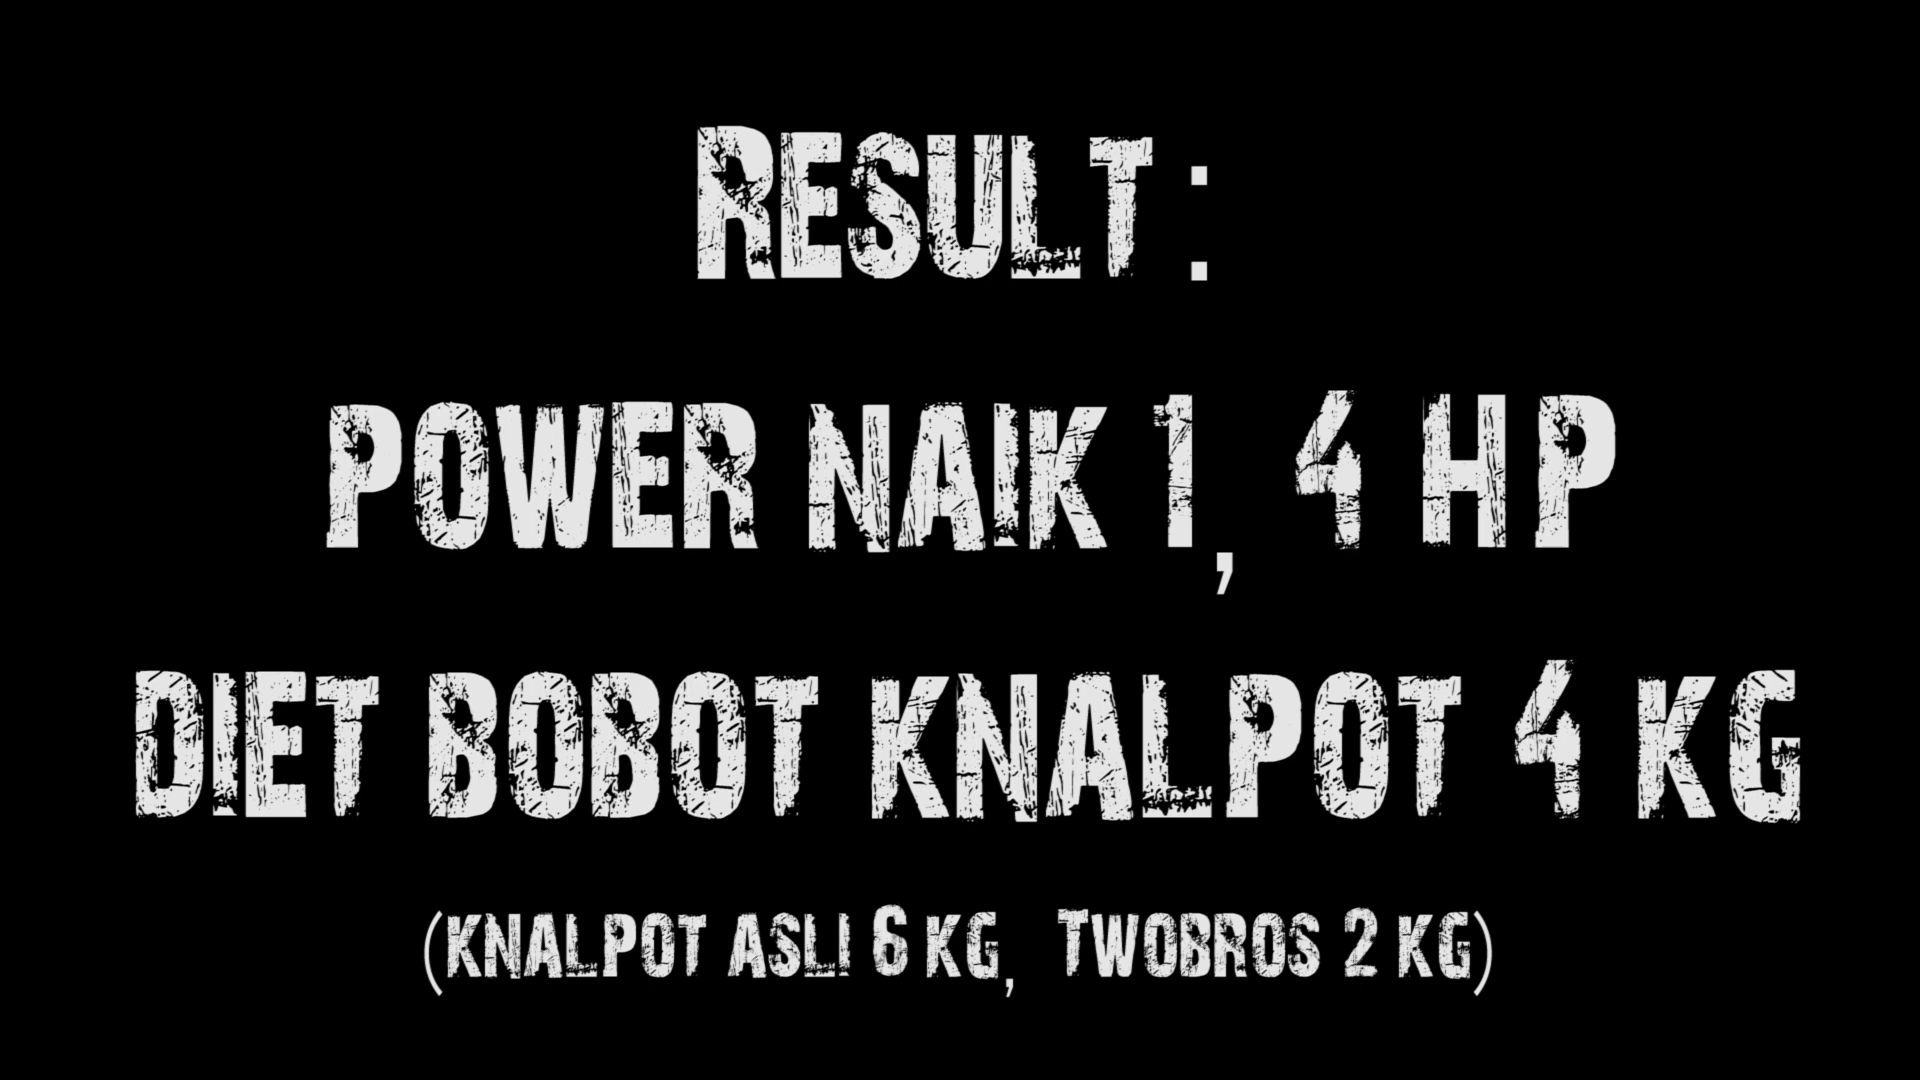 RESULT :
POWER NAIK 1, 4 HP
DIET BOBOT KNALPOT 4 KG
(KNALPOT ASLI 6 KG, TWOBROS 2 KG)